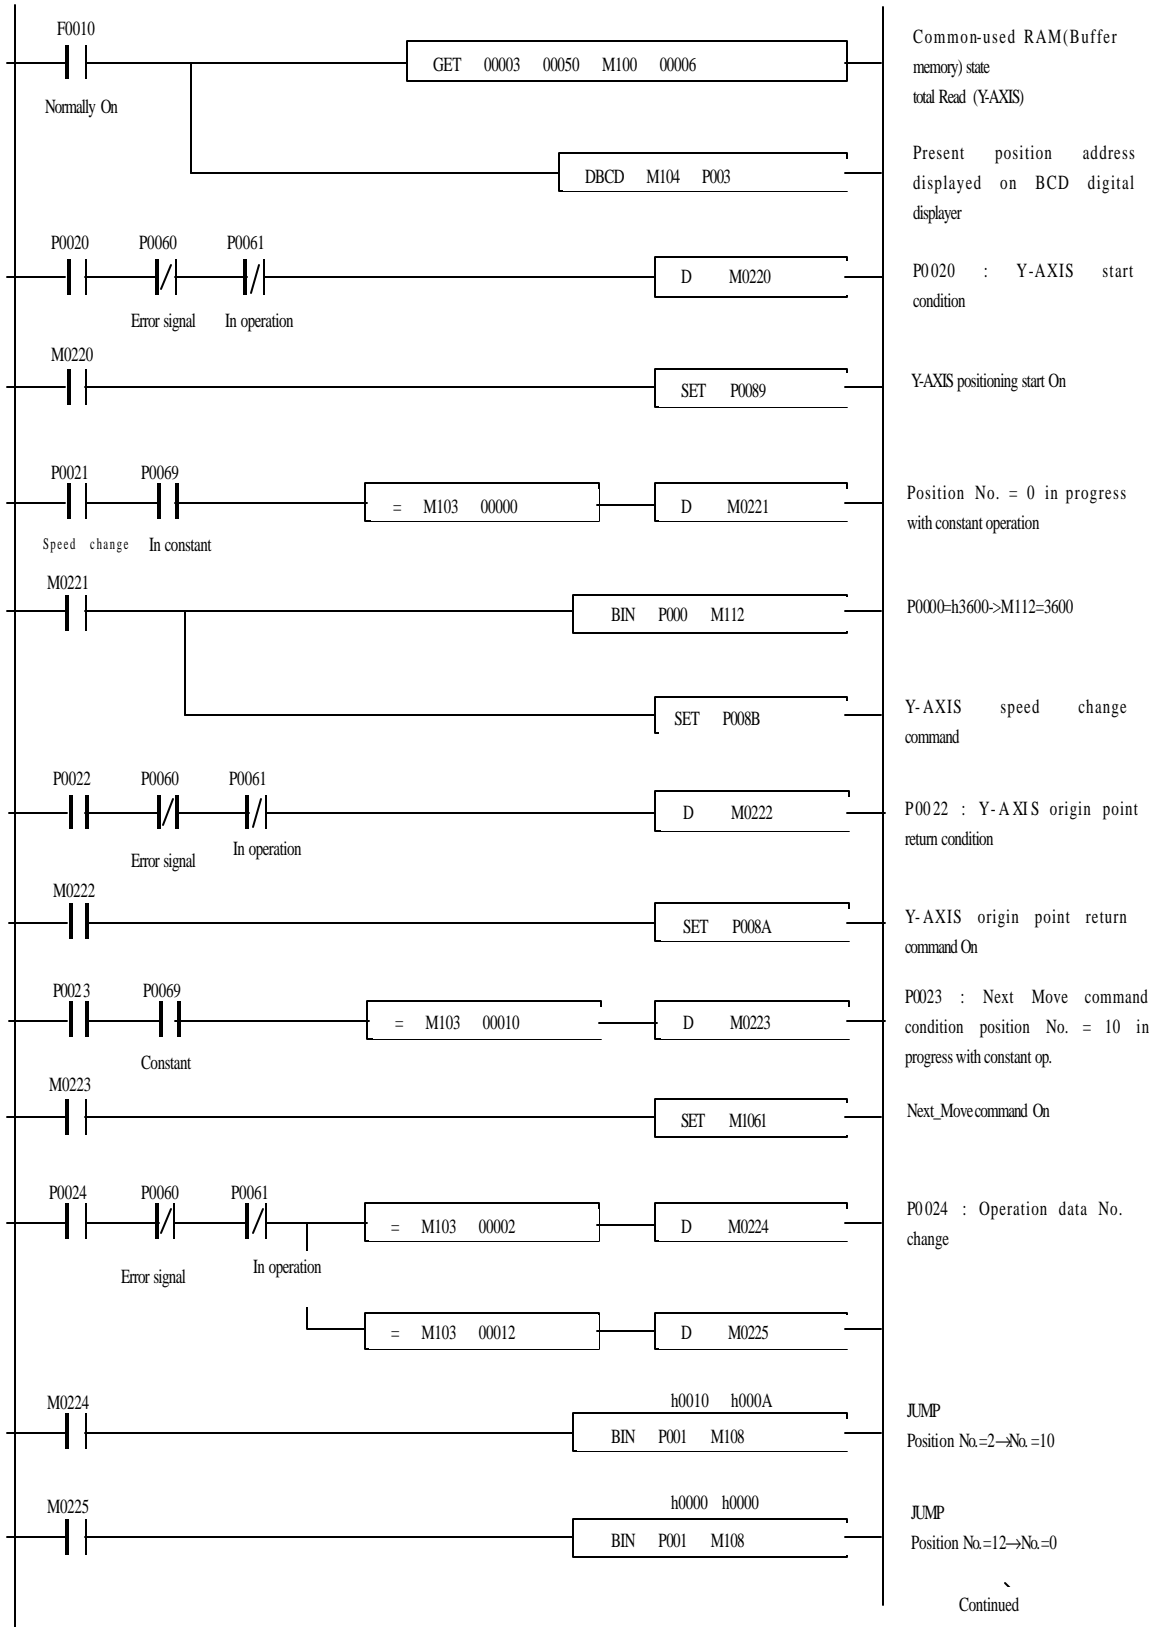 F0010
Common-used RAM(Buffer
GET 00003 00050 M100 00006
memory) state
Normally On
total Read (Y-AXIS)
Present position address
DBCD M104 P003
displayed on BCD digital
displayer
P0020 P0060 P0061
D M0220
P0020 : Y-AXIS start
condition
Error signal In operation
M0220
SET P0089
Y-AXIS positioning start On
P0021 P0069
= M103 00000 D M0221
Position No. = 0 in progress
with constant operation
Speed change In constant
M0221
BIN P000 M112
P0000=h3600->M112=3600
SET P008B
Y-AXIS speed change
command
P0022 P0060 P0061
D M0222
P0022 : Y-AXIS origin point
return condition
Error signal In operation
M0222
SET P008A
Y-AXIS origin point return
command On
P0023 P0069
= M103 00010 D M0223
P0023 : Next Move command
condition position No. = 10 in
progress with constant op.
Constant
M0223
SET M1061
Next_Move command On
P0024 P0060 P0061
= M103 00002 D M0224
P0024 : Operation data No.
change
Error signal In operation
= M103 00012 D M0225
M0224
h0010 h000A
BIN P001 M108
JUMP
Position No.=2→No.=10
M0225
h0000 h0000
BIN P001 M108
JUMP
Position No.=12→No.=0
Continued